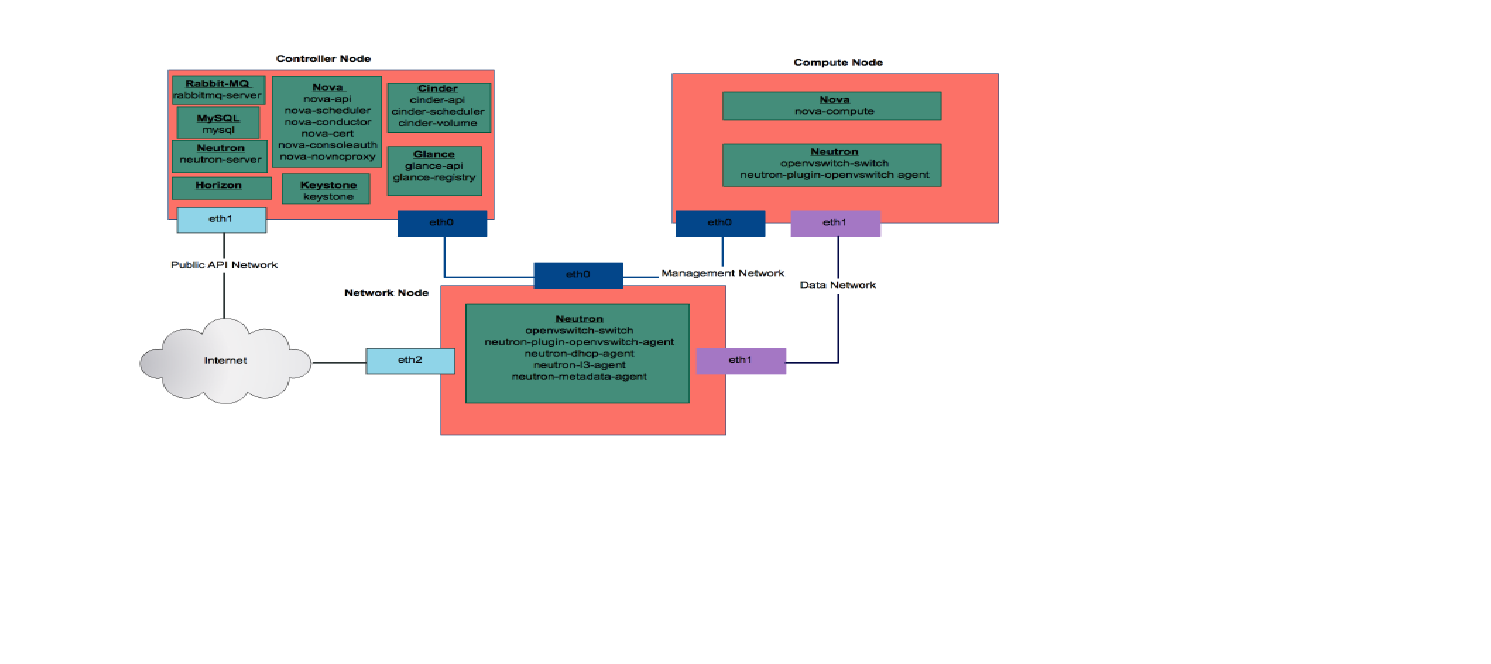 Controller Node
Rabbit-MQ
rabbitmq-server
MySQL
mysql
Neutron
neutron-server
Horizon
Nova
nova-api
nova-scheduler
nova-conductor
nova-cert
nova-consoleauth
nova-novncproxy
Keystone
keystone
Cinder
cinder-api
cinder-scheduler
cinder-volume
Glance
glance-api
glance-registry
eth1
eth0
Compute Node
Nova
nova-compute
Neutron
openvswitch-switch
neutron-plugin-openvswitch agent
eth0
eth1
Public API Network
Management Network
Data Network
eth0
Network Node
Neutron
openvswitch-switch
neutron-plugin-openvswitch-agent
neutron-dhcp-agent
neutron-l3-agent
neutron-metadata-agent
Internet
eth2
eth1